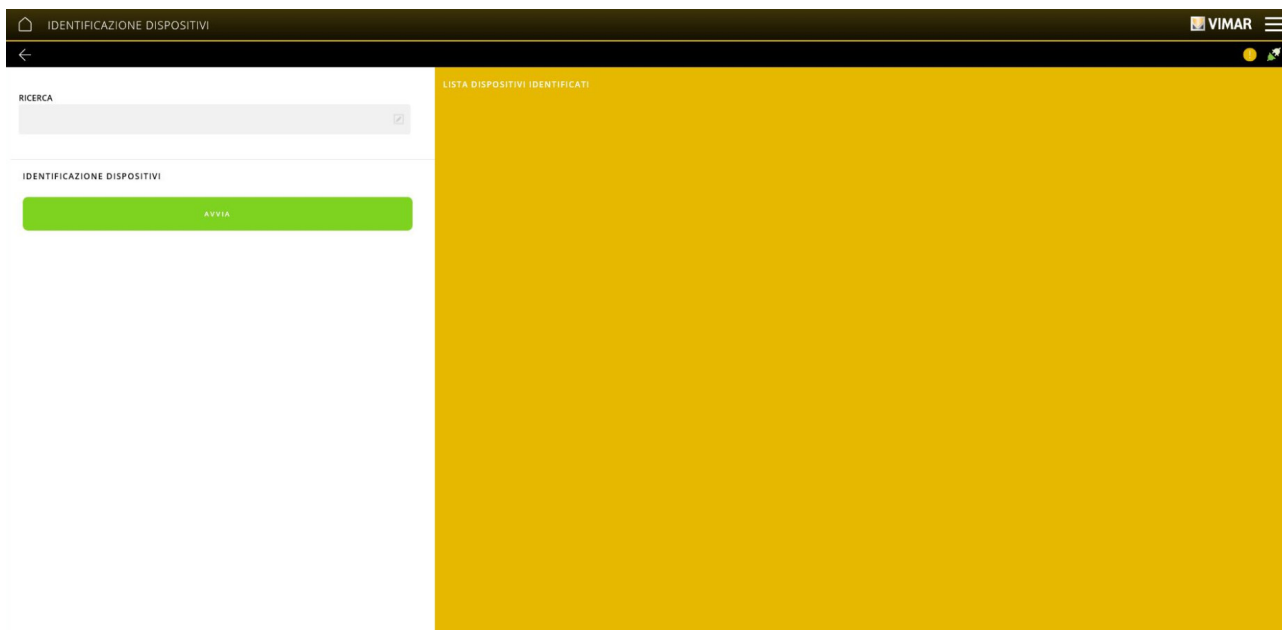 IDENTIFICAZIONE DISPOSITIVI
VIMAR
RICERCA
IDENTIFICAZIONE DISPOSITIVI
AVVIA
LISTA DISPOSITIVI IDENTIFICATI